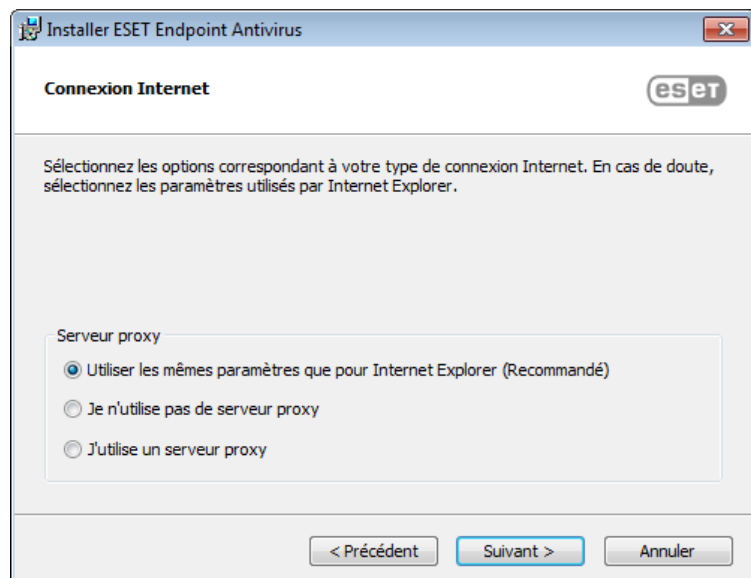 Installer ESET Endpoint Antivirus
Connexion Internet
eseT
Sélectionnez les options correspondant à votre type de connexion Internet. En cas de doute,
sélectionnez les paramètres utilisés par Internet Explorer.
Serveur proxy
Utiliser les mêmes paramètres que pour Internet Explorer (Recommandé)
Je n'utilise pas de serveur proxy
J'utilise un serveur proxy
< Précédent
Suivant >
Annuler